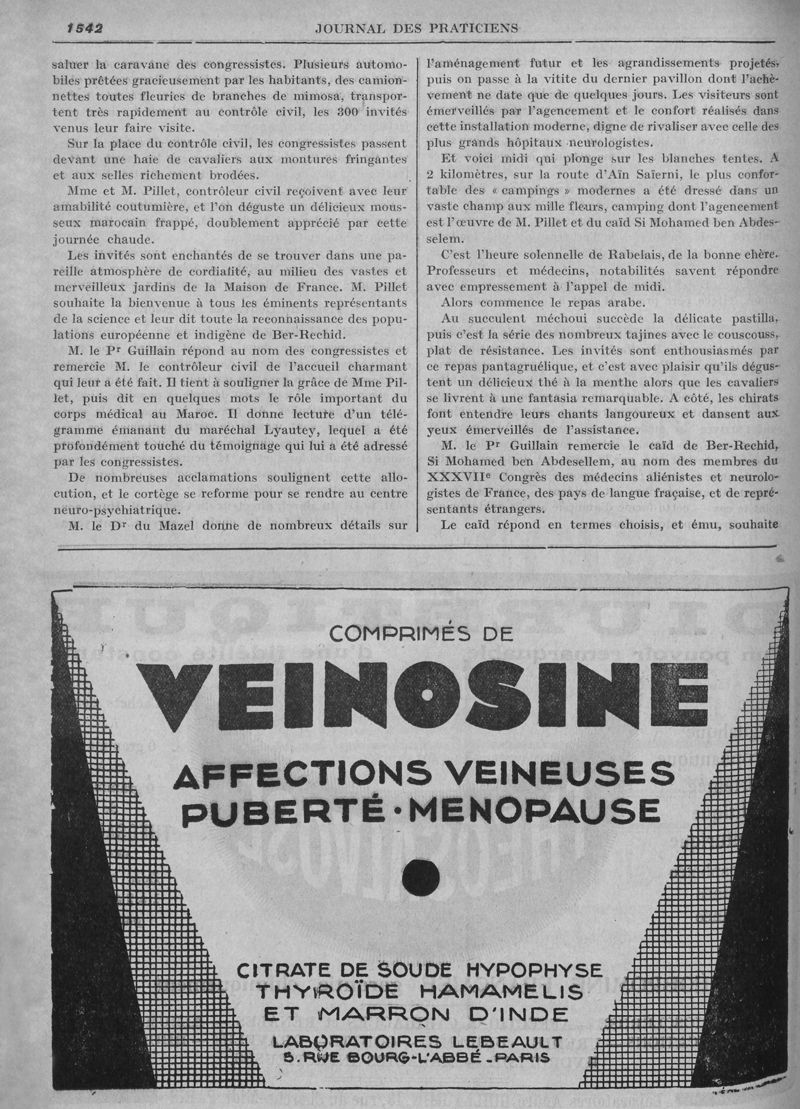 1542
JOURNAL DES PRATICIENS
saluer la caravane des congressistes. Plusieurs automo-
biles prêtées gracieusement par les habitants, des camion-
nettes toutes fleuries de branches de mimosa, transpor-
tent très rapidement au contrôle civil, les 300 invités
venus leur faire visite.
Sur la place du contrôle civil, les congressistes passent
devant une haie de cavaliers aux montures fringantes
et aux selles richement brodées.
Mme et M. Pillet, contrôleur civil reçoivent avec leur
amabilité coutumière, et l'on déguste un délicieux mous-
seux marocain frappé, doublement apprécié par cette
journée chaude.
Les invités sont enchantés de se trouver dans une pa-
reille atmosphère de cordialité, au milieu des vastes et
merveilleux jardins de la Maison de France. M. Pillet
souhaite la bienvenue à tous les éminents représentants
de la science et leur dit toute la reconnaissance des popu-
lations européenne et indigène de Ber-Rechid.
M. le Pr Guillain répond au nom des congressistes et
remercie M. le contrôleur civil de l'accueil charmant
qui leur a été fait. Il tient à souligner la grâce de Mme Pil-
let, puis dit en quelques mots le rôle important du
corps médical au Maroc. Il donne lecture d'un télé-
gramme émanant du maréchal Lyautey, lequel a été
profondément touché du témoignage qui lui a été adressé
par les congressistes.
De nombreuses acclamations soulignent cette allo-
cution, et le cortège se reforme pour se rendre au centre
neuro-psychiatrique.
M. le Dr du Mazel donne de nombreux détails sur
l'aménagement futur et les agrandissements projetés,
puis on passe à la vitite du dernier pavillon dont l'achè-
vement ne date que de quelques jours. Les visiteurs sont
émerveillés par l'agencement et le confort réalisés dans
cette installation moderne, digne de rivaliser avec celle des
plus grands hôpitaux neurologistes.
Et voici midi qui plonge sur les blanches tentes. A
2 kilomètres, sur la route d'Aïn Saïerni, le plus confor-
table des « campings » modernes a été dressé dans un
vaste champ aux mille fleurs, camping dont l'agencement
est l'œuvre de M. Pillet et du caïd Si Mohamed ben Abdes-
selem.
C'est l'heure solennelle de Rabelais, de la bonne chère.
Professeurs et médecins, notabilités savent répondre
avec empressement à l'appel de midi.
Alors commence le repas arabe.
Au succulent méchoui succède la délicate pastilla,
puis c'est la série des nombreux tajines avec le couscouss,
plat de résistance. Les invités sont enthousiasmés par
ce repas pantagruélique, et c'est avec plaisir qu'ils dégus-
tent un délicieux thé à la menthe alors que les cavaliers
se livrent à une fantasia remarquable. A côté, les chirats
font entendre leurs chants langoureux et dansent aux
yeux émerveillés de l'assistance.
M. le Pr Guillain remercie le caïd de Ber-Rechid,
Si Mohamed ben Abdesellem, au nom des membres du
XXXVIIe Congrès des médecins aliénistes et neurolo-
gistes de France, des pays de langue fraçaise, et de repré-
sentants étrangers.
Le caïd répond en termes choisis, et ému, souhaite
COMPRIMÉS DE
VEINOSINE
AFFECTIONS VEINEUSES
PUBERTÉ • MENOPAUSE
CITRATE DE SOUDE HYPOPHYSE
THYROÏDE HAMAMELIS
ET MARRON D'INDE
LABORATOIRES LEBEAULT
5. RUE BOURG-L'ABBÉ - PARIS